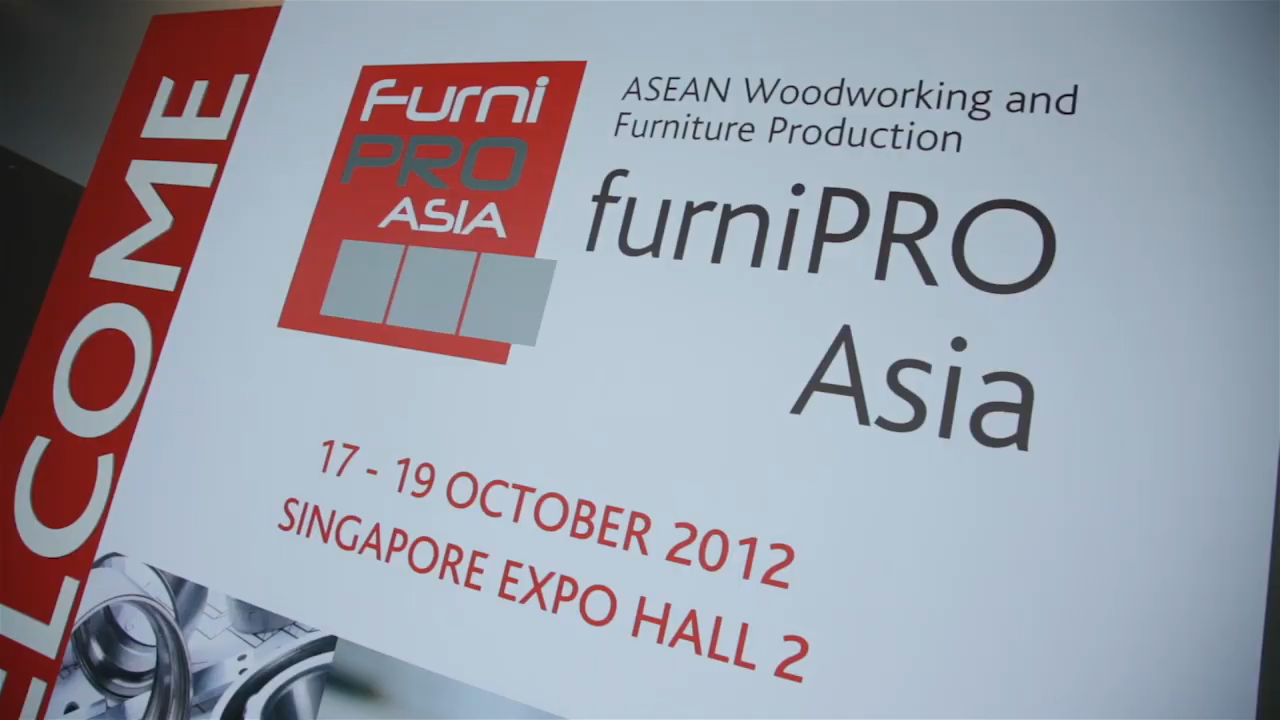 ELCOME
Furni
PRO
ASIA
ASEAN Woodworking and
Furniture Production
furniPRO
Asia
17 - 19 OCTOBER 2012
SINGAPORE EXPO HALL 2